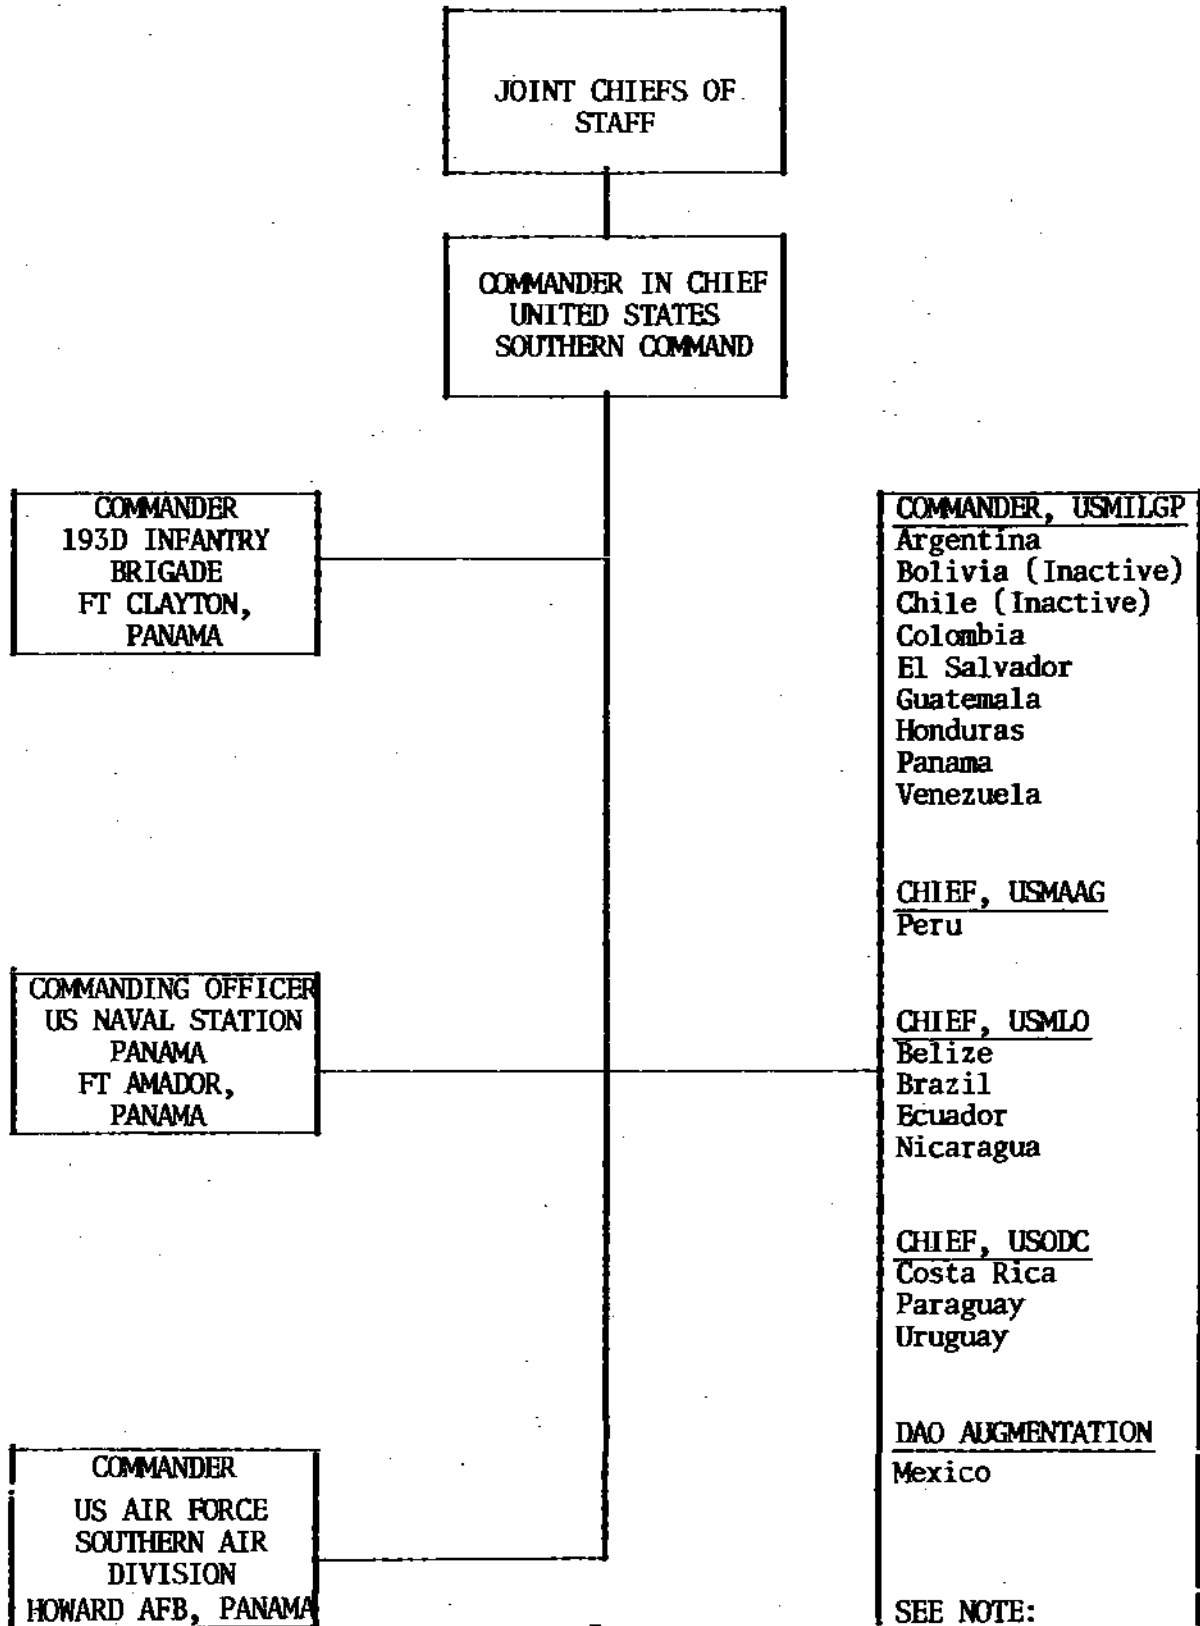 JOINT CHIEFS OF
STAFF
COMMANDER IN CHIEF
UNITED STATES
SOUTHERN COMMAND
COMMANDER
193D INFANTRY
BRIGADE
FT CLAYTON,
PANAMA
COMMANDING OFFICER
US NAVAL STATION
PANAMA
FT AMADOR,
PANAMA
COMMANDER
US AIR FORCE
SOUTHERN AIR
DIVISION
HOWARD AFB, PANAMA
COMMANDER, USMILGP
Argentina
Bolivia (Inactive)
Chile (Inactive)
Colombia
El Salvador
Guatemala
Honduras
Panama
Venezuela
CHIEF, USMAAG
Peru
CHIEF, USMLO
Belize
Brazil
Ecuador
Nicaragua
CHIEF, USODC
Costa Rica
Paraguay
Uruguay
DAO AUGMENTATION
Mexico
SEE NOTE: